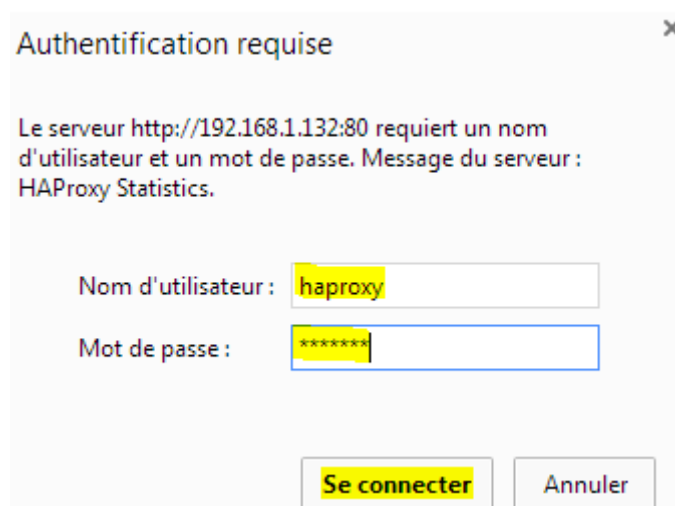 Authentification requise
Le serveur http://192.168.1.132:80 requiert un nom
d'utilisateur et un mot de passe. Message du serveur :
HAProxy Statistics.
Nom d'utilisateur : haproxy
Mot de passe : *******
Se connecter Annuler